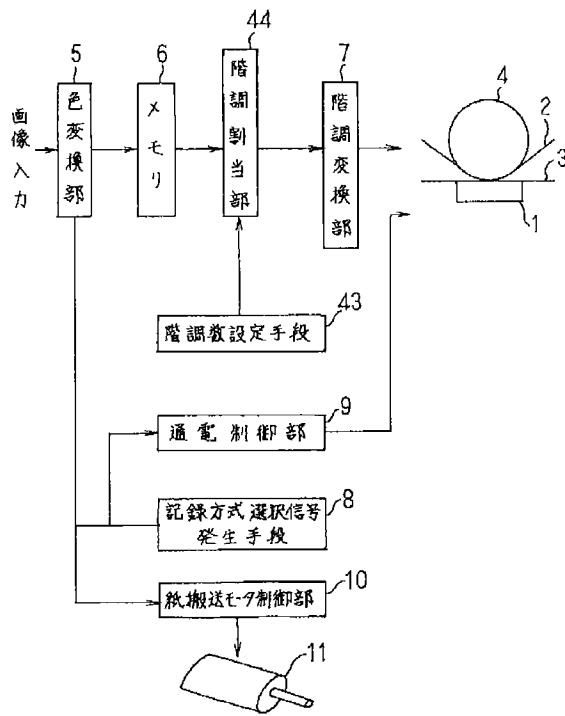 44
5
6
7
4
2
3
1
画像入力
色変換部
メモリ
階調割当部
階調変換部
43
階調数設定手段
9
通電制御部
8
記録方式選択信号
発生手段
10
紙搬送モータ制御部
11